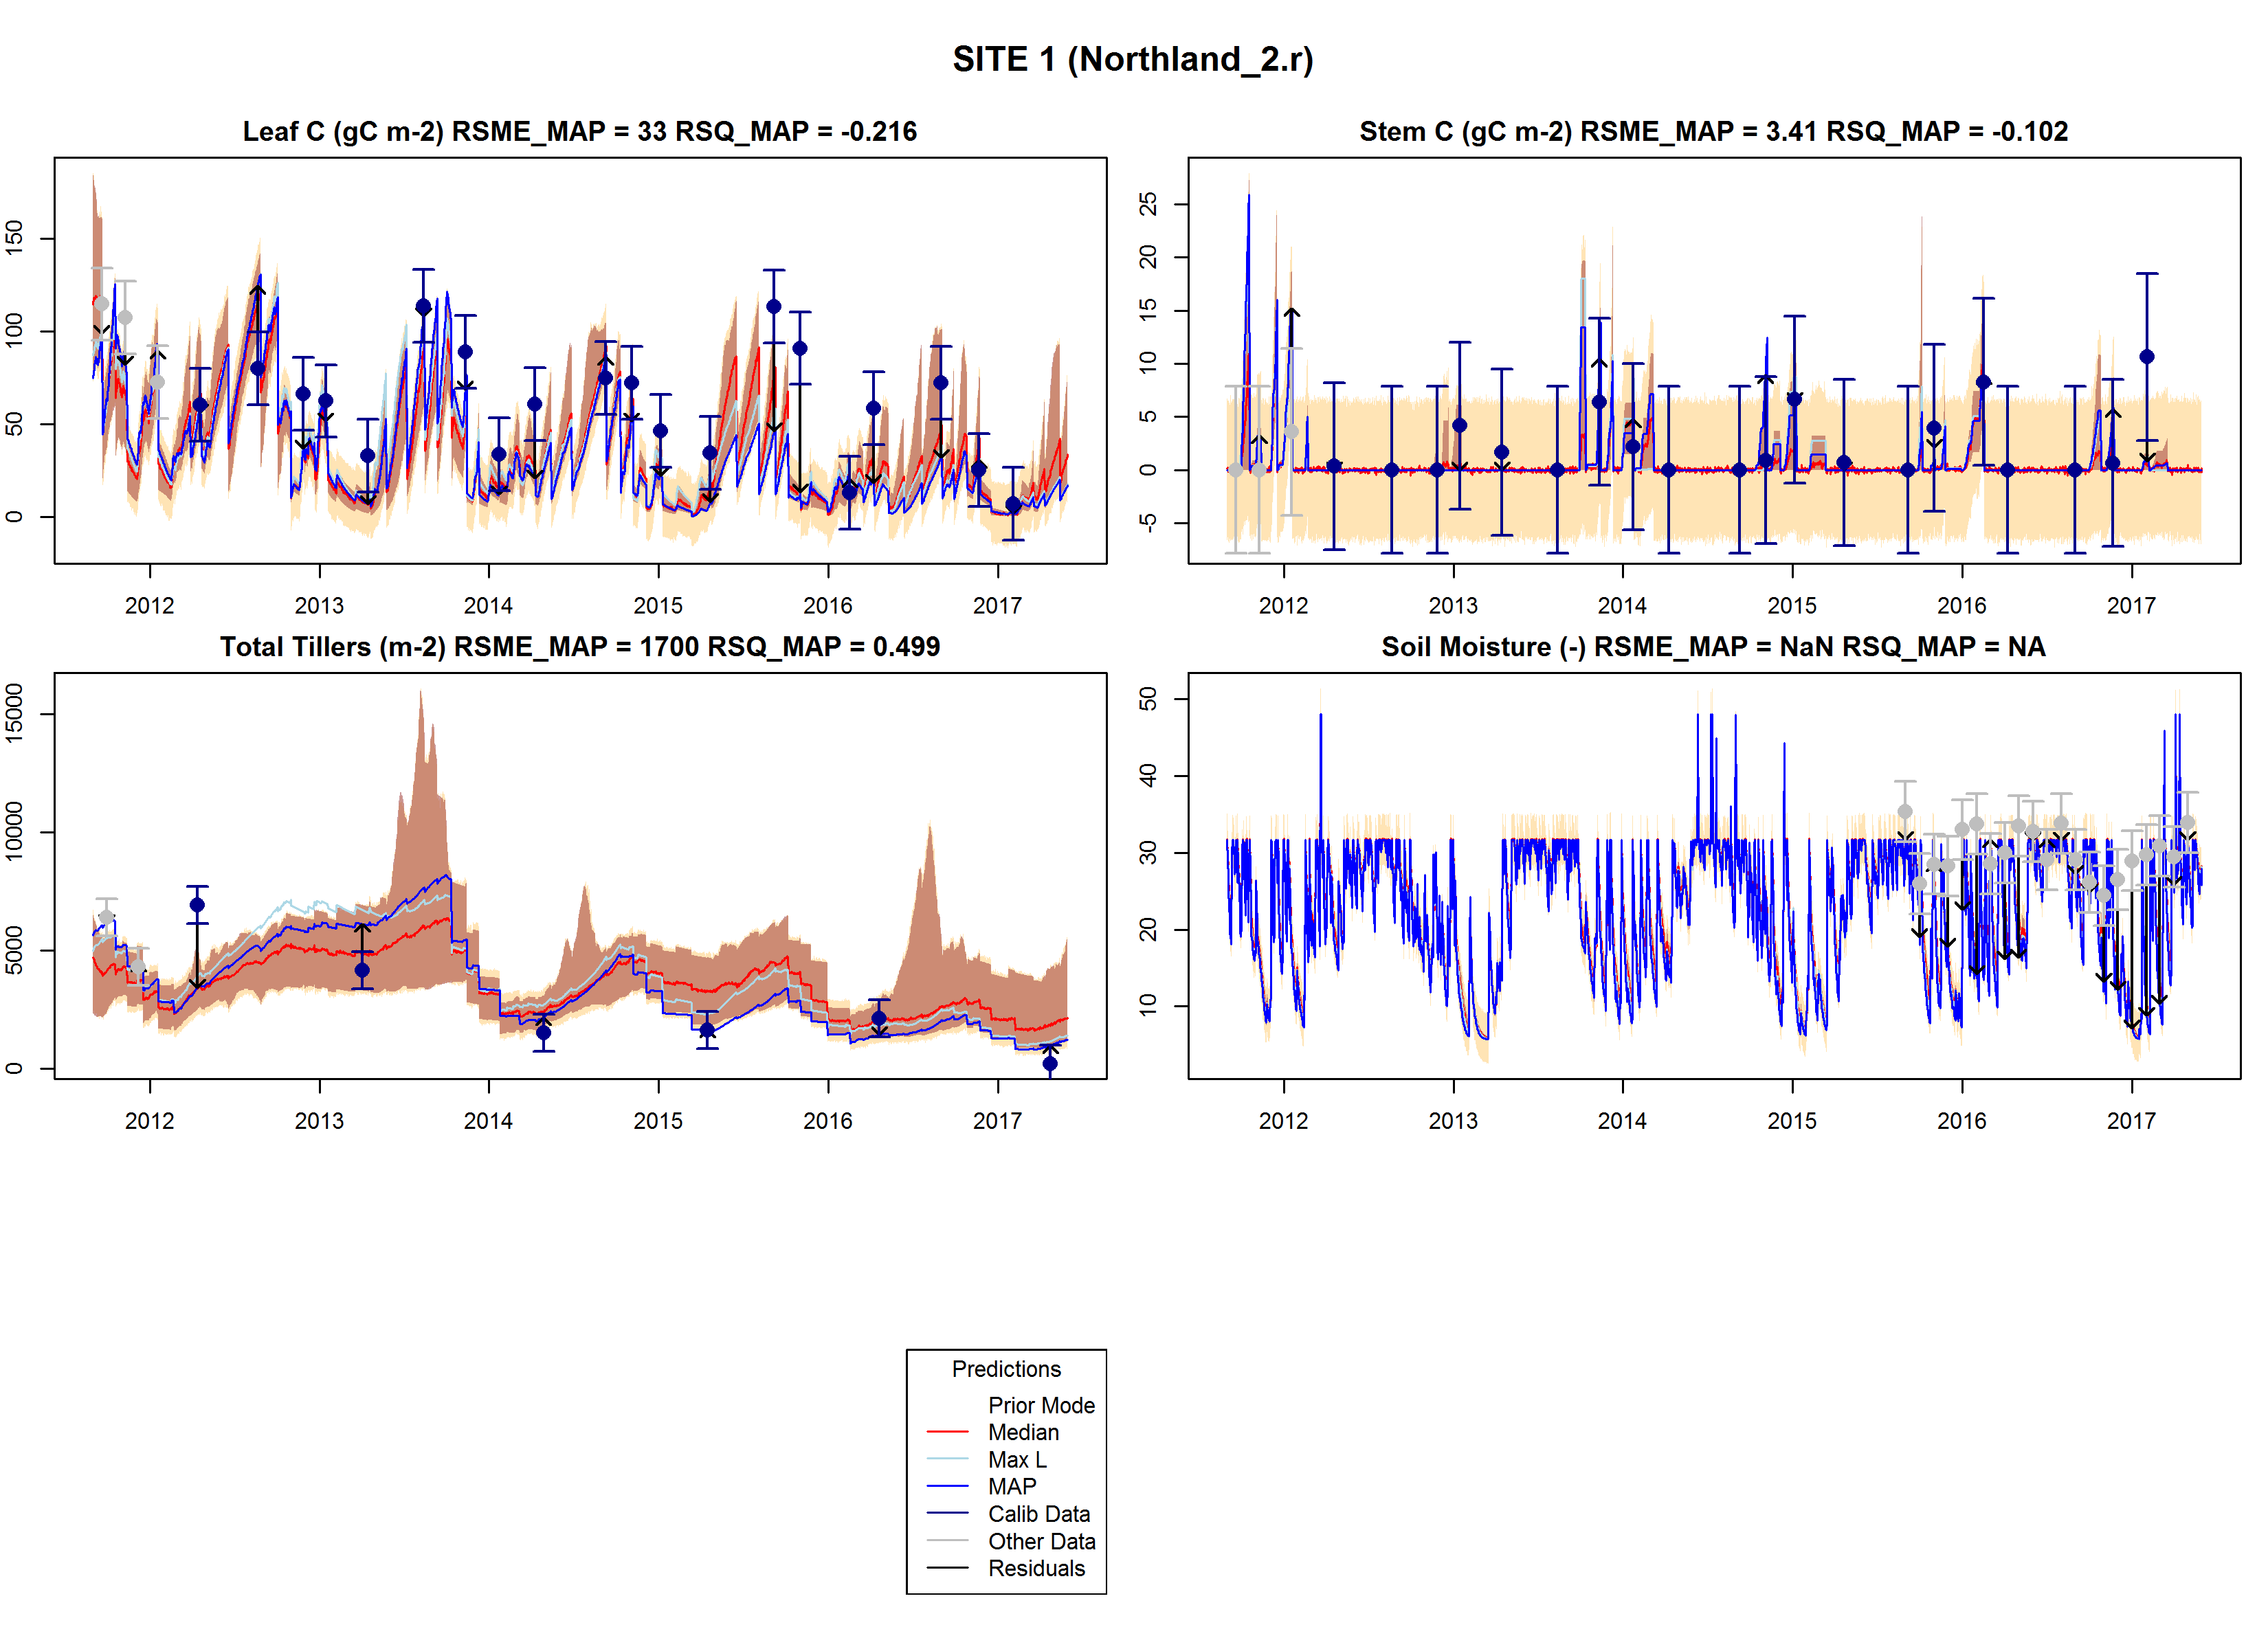 SITE 1 (Northland_2.r)
Leaf C (gC m-2) RSME_MAP = 33 RSQ_MAP = -0.216
0 50 100 150
2012 2013 2014 2015 2016 2017
Stem C (gC m-2) RSME_MAP = 3.41 RSQ_MAP = -0.102
-5 0 5 10 15 20 25
2012 2013 2014 2015 2016 2017
Total Tillers (m-2) RSME_MAP = 1700 RSQ_MAP = 0.499
0 5000 10000 15000
2012 2013 2014 2015 2016 2017
Soil Moisture (-) RSME_MAP = NaN RSQ_MAP = NA
10 20 30 40 50
2012 2013 2014 2015 2016 2017
Predictions
Prior Mode
Median
Max L
MAP
Calib Data
Other Data
Residuals